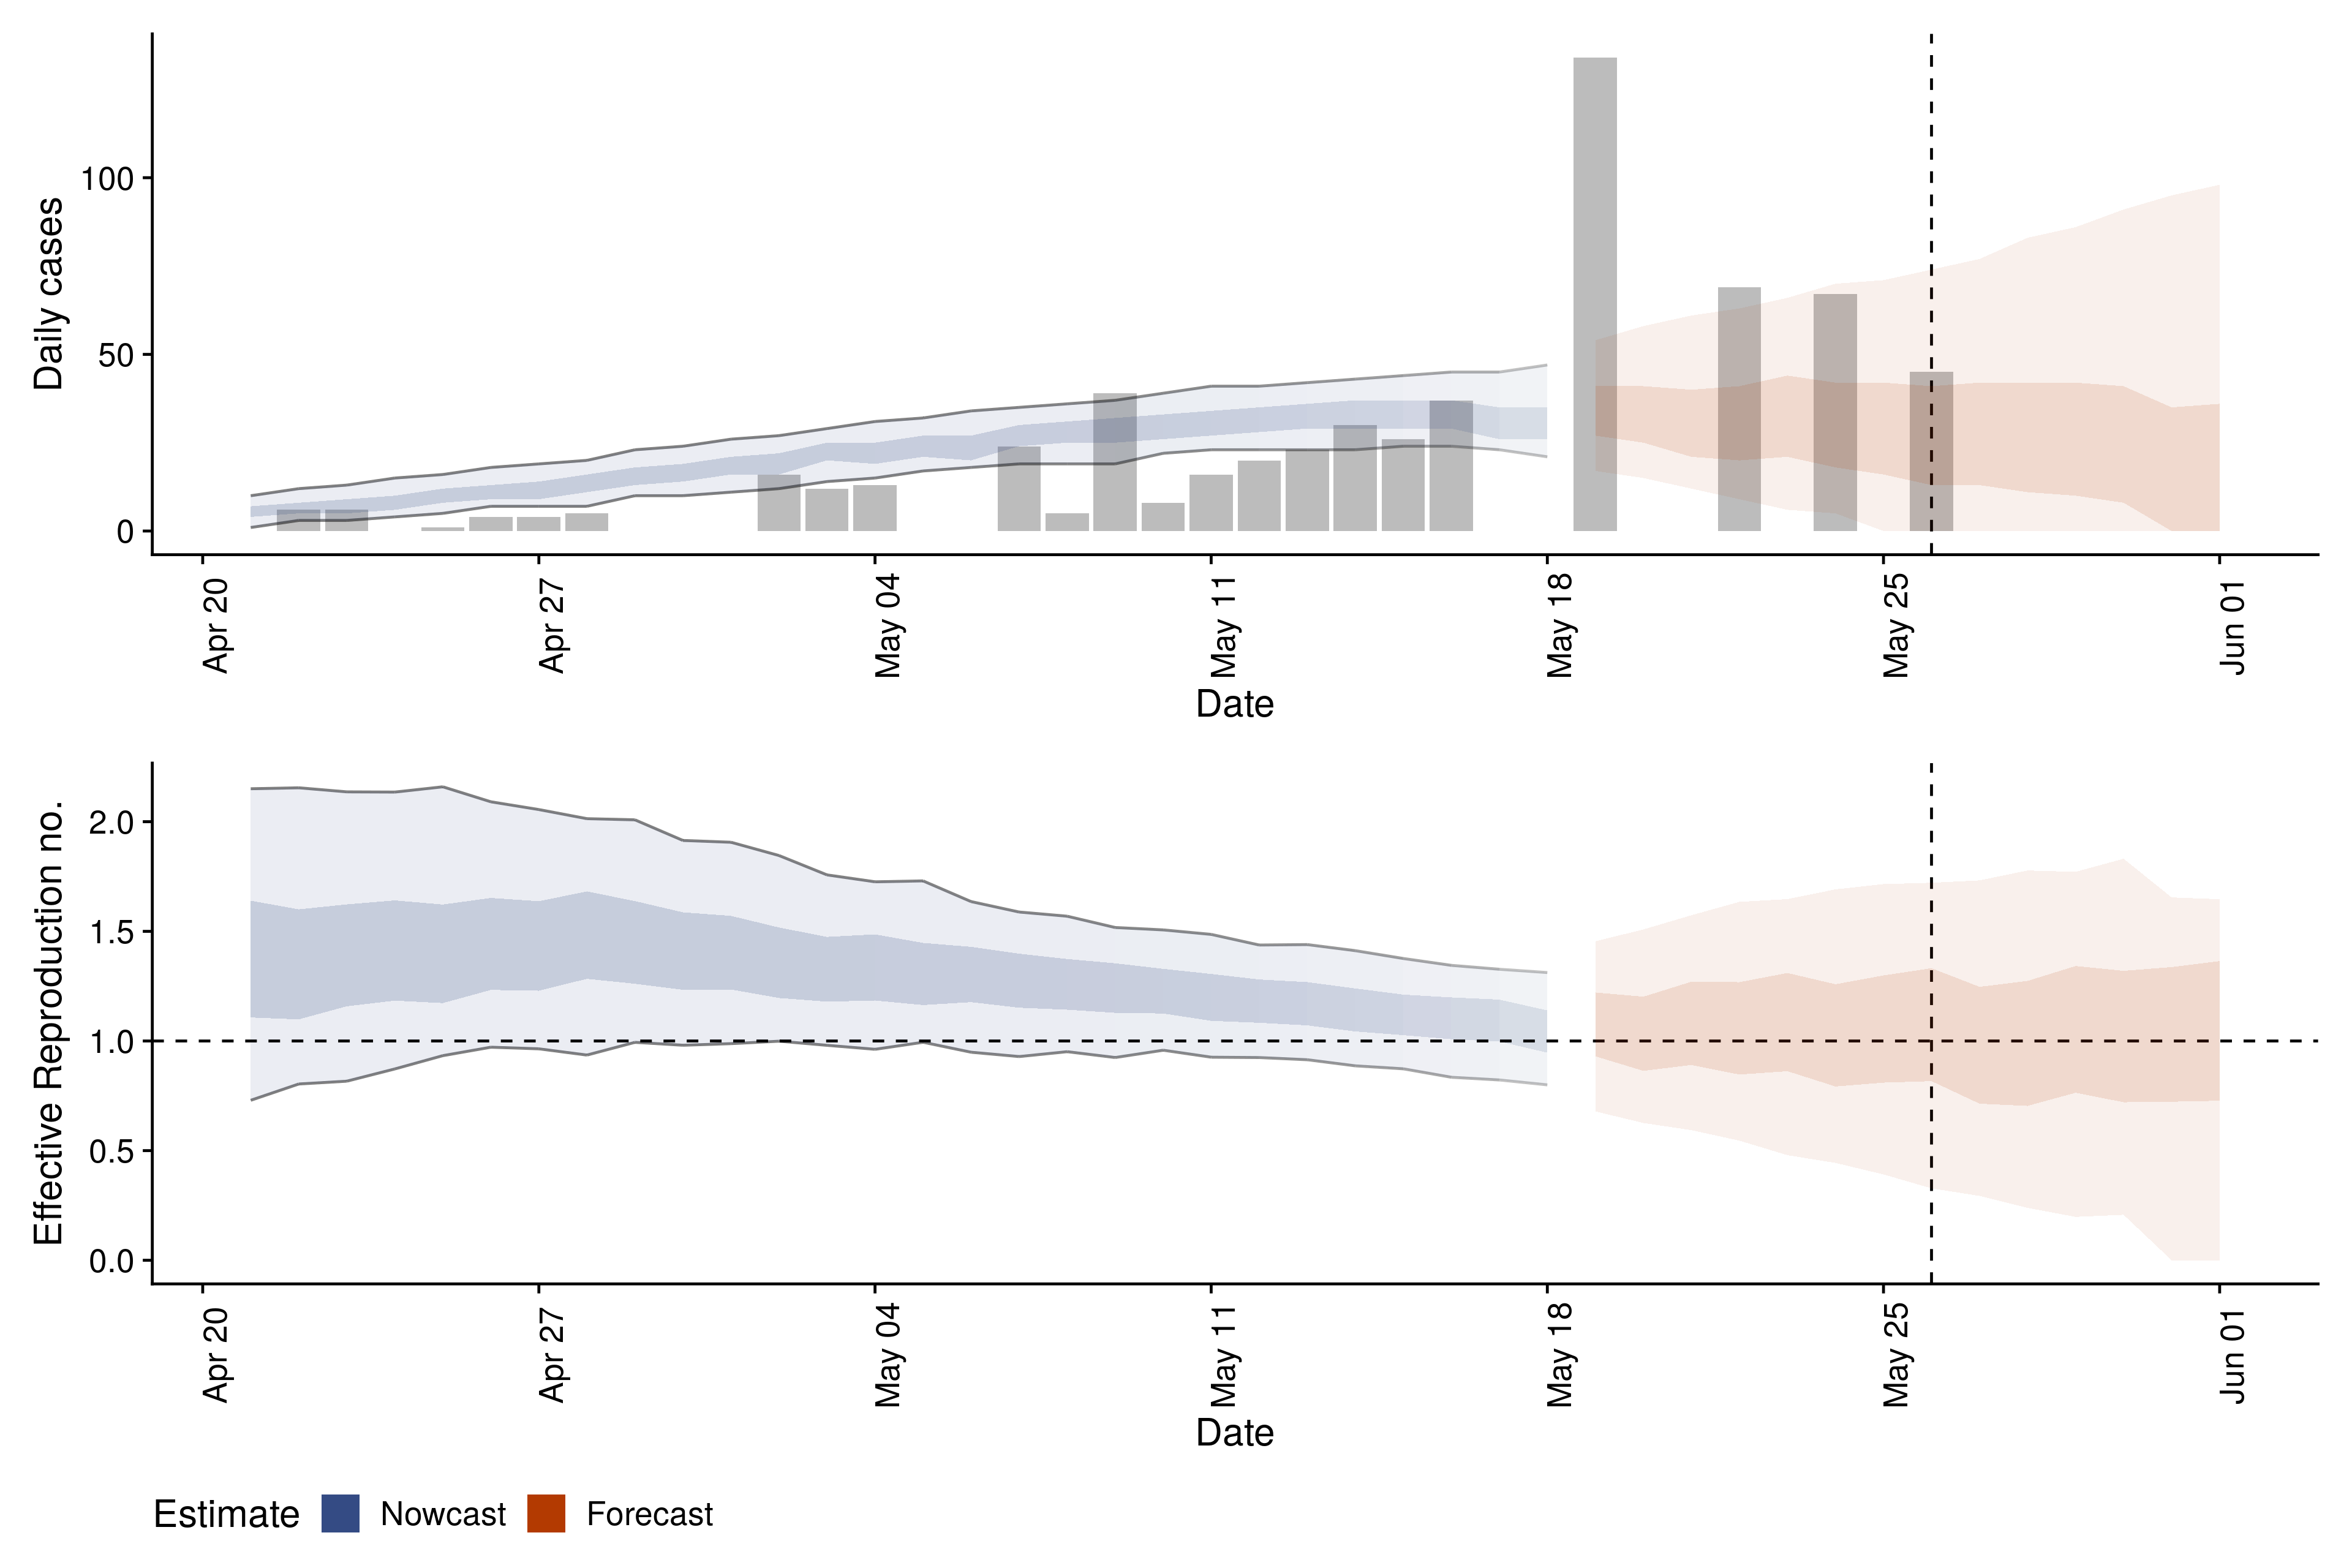 Daily cases
100
50
0
Apr 20
Apr 27
May 04
May 11
May 18
May 25
Jun 01
Date
Effective Reproduction no.
2.0
1.5
1.0
0.5
0.0
Apr 20
Apr 27
May 04
May 11
May 18
May 25
Jun 01
Date
Estimate Nowcast Forecast